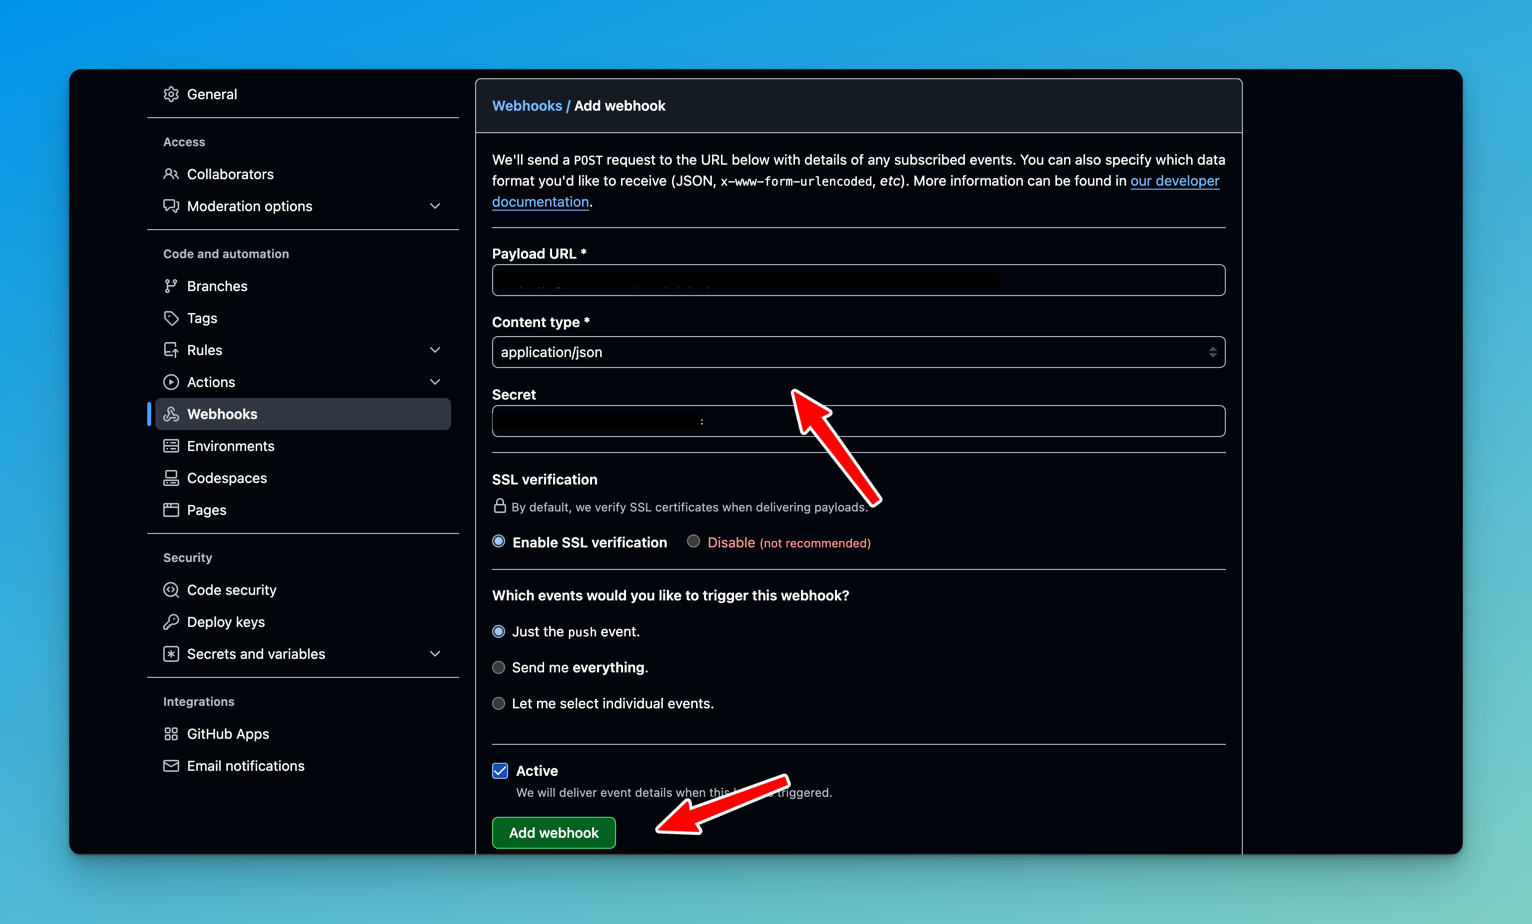 General
Access
Collaborators
Moderation options
Code and automation
Branches
Tags
Rules
Actions
Webhooks
Environments
Codespaces
Pages
Security
Code security
Deploy keys
Secrets and variables
Integrations
GitHub Apps
Email notifications
Webhooks / Add webhook
We'll send a POST request to the URL below with details of any subscribed events. You can also specify which data
format you'd like to receive (JSON, x-www-form-urlencoded, etc). More information can be found in our developer
documentation.
Payload URL *
Content type *
application/json
Secret
:
SSL verification
By default, we verify SSL certificates when delivering payloads.
Enable SSL verification
Disable (not recommended)
Which events would you like to trigger this webhook?
Just the push event.
Send me everything.
Let me select individual events.
Active
We will deliver event details when this triggered.
Add webhook